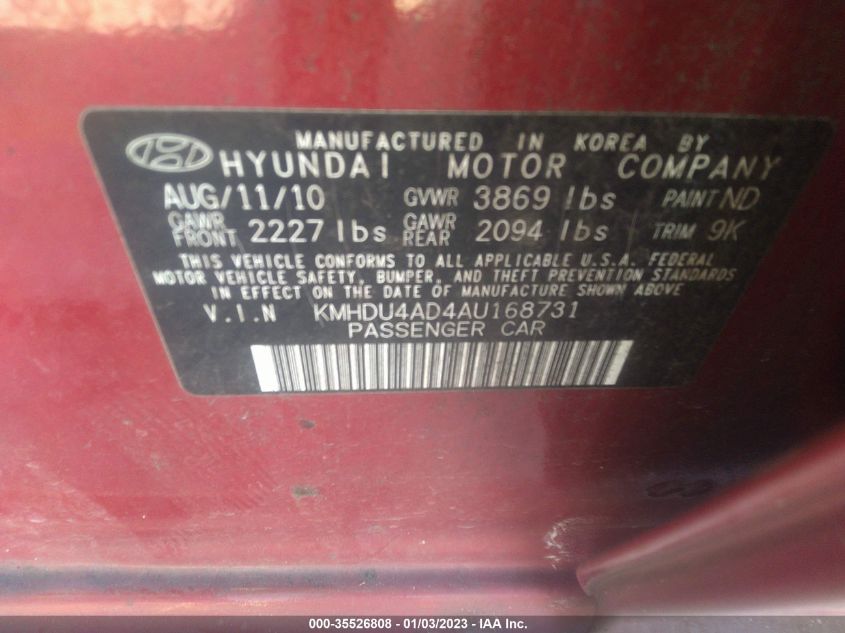 MANUFACTURED IN KOREA BY
HYUNDAI MOTOR COMPANY
AUG/11/10 GVWR 3869 lbs PAINT ND
GAWR FRONT 2227 lbs GAWR REAR 2094 lbs TRIM 9K
THIS VEHICLE CONFORMS TO ALL APPLICABLE U.S.A. FEDERAL
MOTOR VEHICLE SAFETY, BUMPER, AND THEFT PREVENTION STANDARDS
IN EFFECT ON THE DATE OF MANUFACTURE SHOWN ABOVE
V.I.N KMHDU4AD4AU168731
PASSENGER CAR
000-35526808 - 01/03/2023 - IAA Inc.